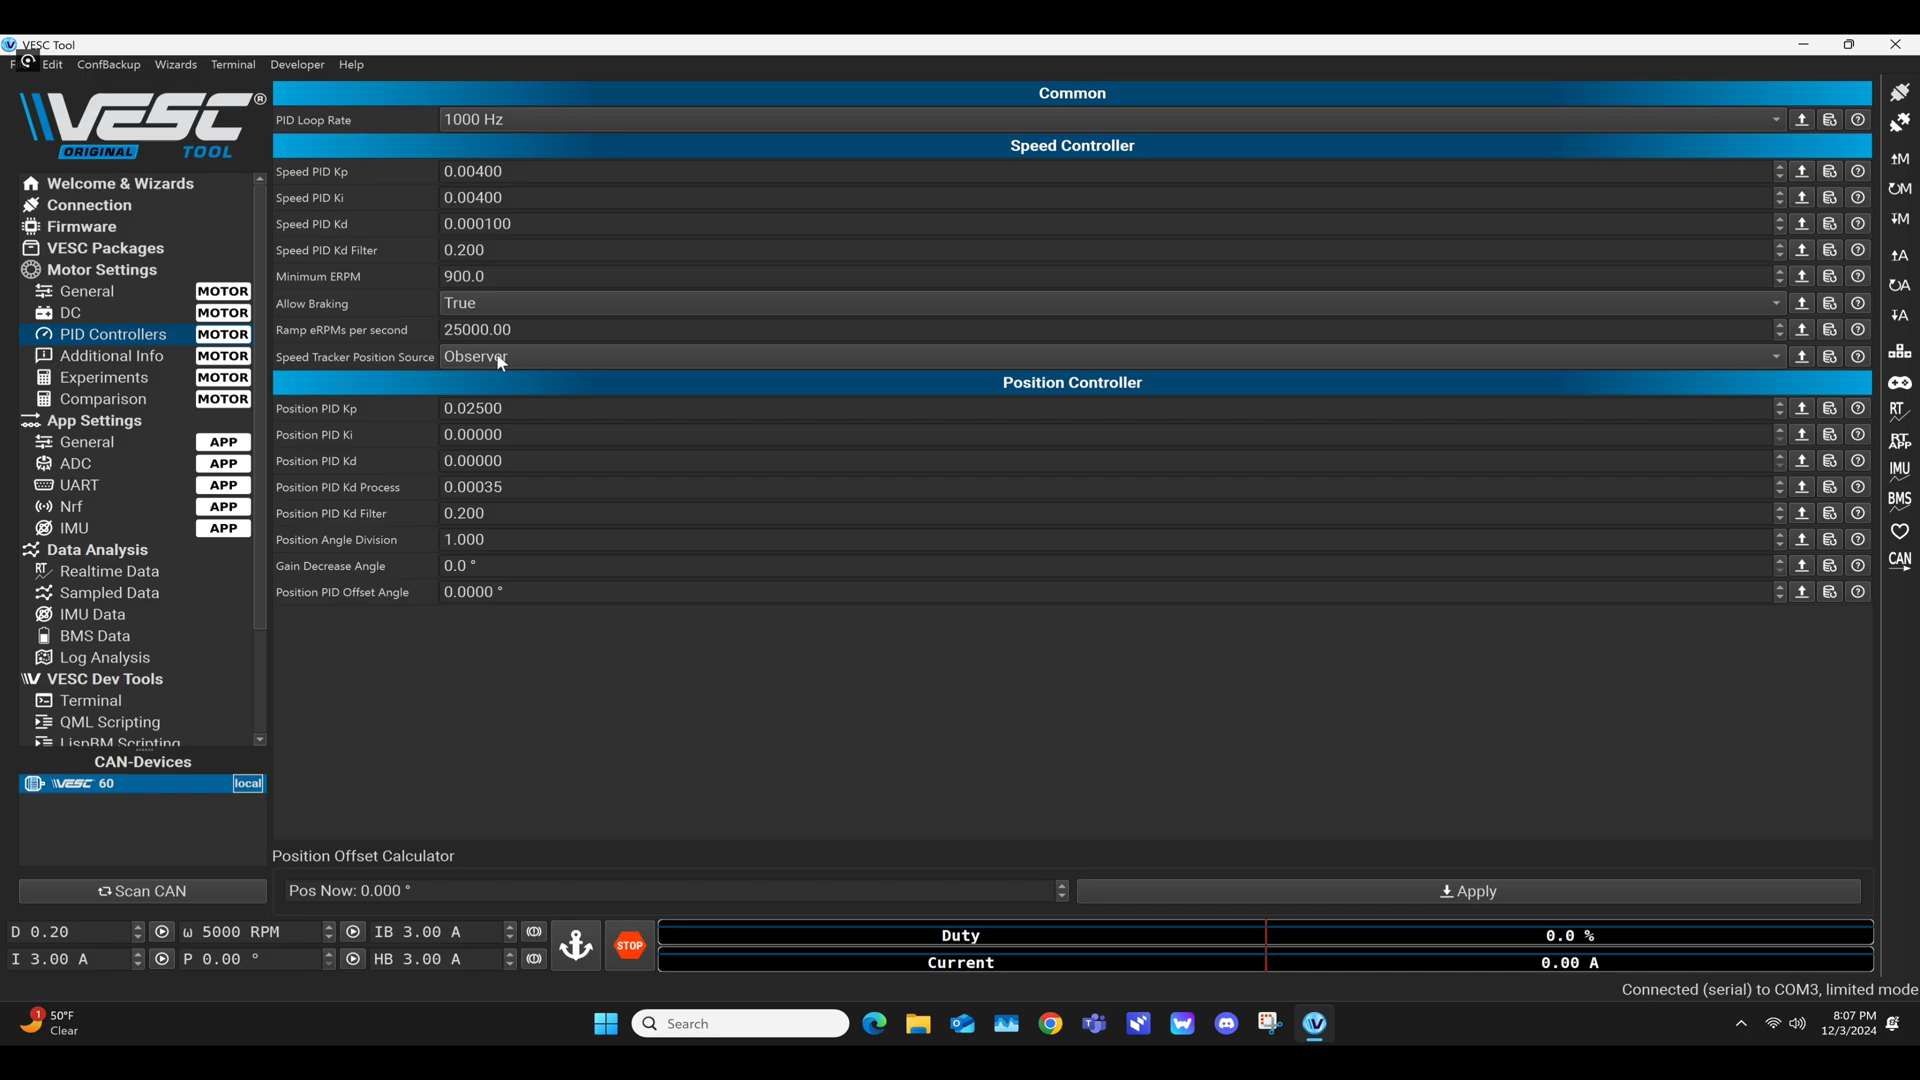 VESC Tool
Edit ConfBackup Wizards Terminal Developer Help
VESC®
ORIGINAL TOOL
Welcome & Wizards
Connection
Firmware
VESC Packages
Motor Settings
General MOTOR
DC MOTOR
PID Controllers MOTOR
Additional Info MOTOR
Experiments MOTOR
Comparison MOTOR
App Settings
General APP
ADC APP
UART APP
Nrf APP
IMU APP
Data Analysis
RT Realtime Data
Sampled Data
IMU Data
BMS Data
Log Analysis
VESC Dev Tools
Terminal
QML Scripting
LispBM Scripting
CAN-Devices
VESC 60 local
Scan CAN
Common
PID Loop Rate 1000 Hz
Speed Controller
Speed PID Kp 0.00400
Speed PID Ki 0.00400
Speed PID Kd 0.000100
Speed PID Kd Filter 0.200
Minimum ERPM 900.0
Allow Braking True
Ramp eRPMs per second 25000.00
Speed Tracker Position Source Observer
Position Controller
Position PID Kp 0.02500
Position PID Ki 0.00000
Position PID Kd 0.00000
Position PID Kd Process 0.00035
Position PID Kd Filter 0.200
Position Angle Division 1.000
Gain Decrease Angle 0.0 °
Position PID Offset Angle 0.0000 °
Position Offset Calculator
Pos Now: 0.000 ° Apply
D 0.20 ω 5000 RPM IB 3.00 A
I 3.00 A P 0.00 ° HB 3.00 A
STOP
Duty 0.0 %
Current 0.00 A
M
M
M
A
A
A
RT
RT
APP
IMU
BMS
CAN
Connected (serial) to COM3, limited mode
1
50°F
Clear
Search
8:07 PM
12/3/2024